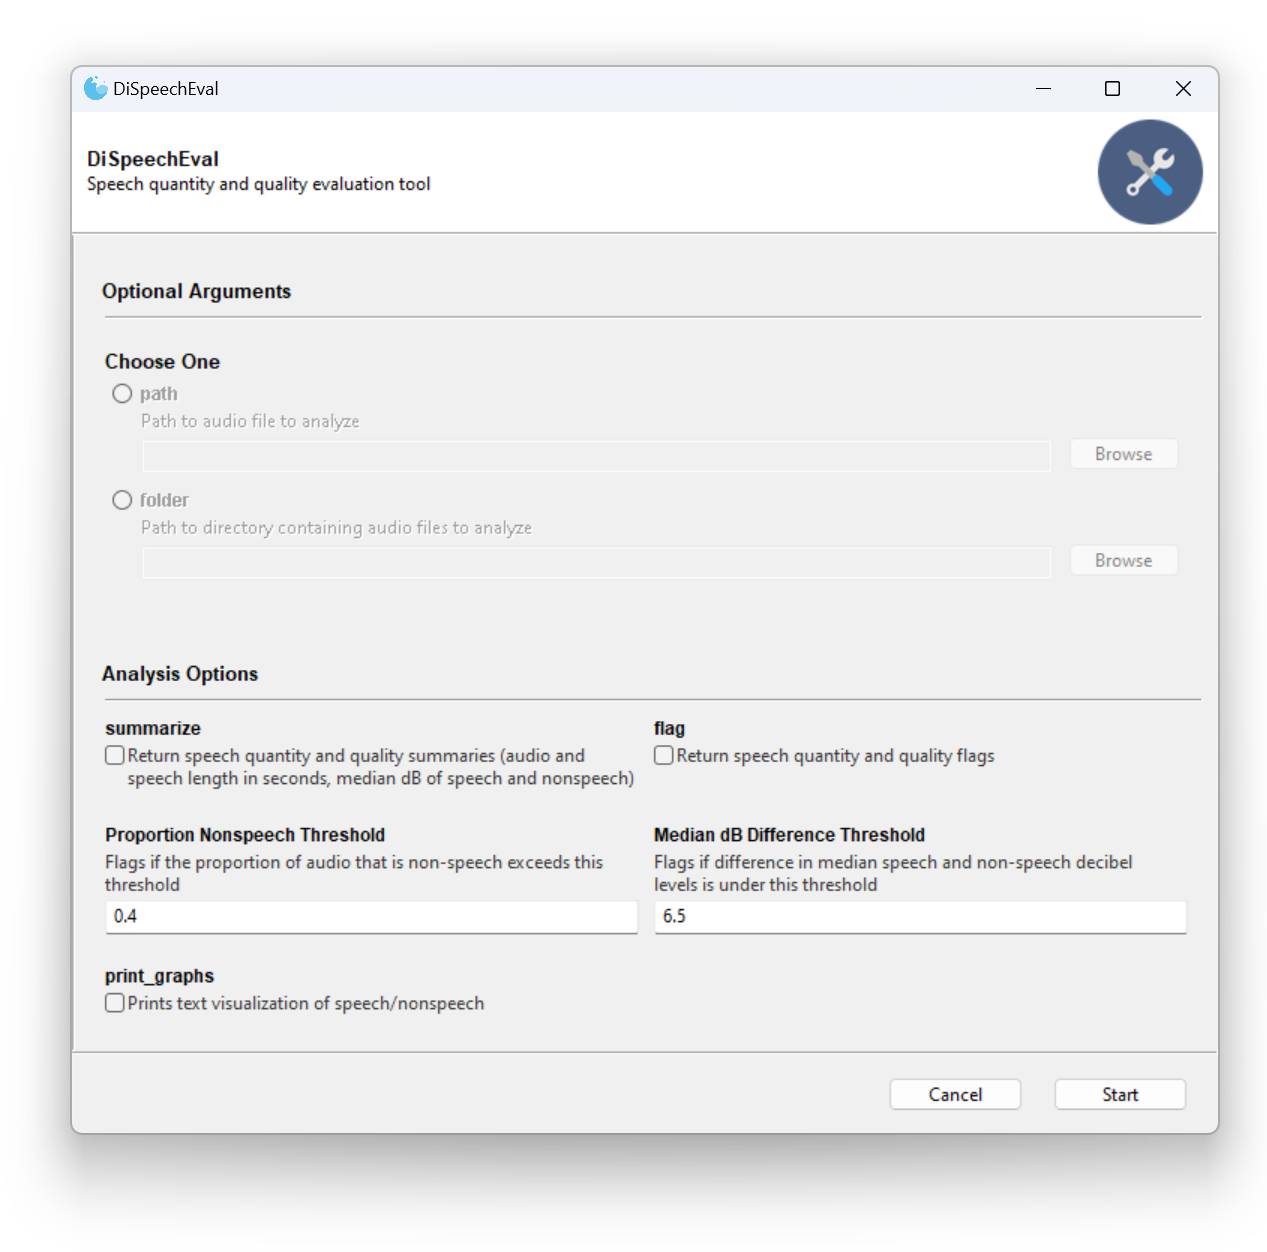 DiSpeechEval
DiSpeechEval
Speech quantity and quality evaluation tool
Optional Arguments
Choose One
path
Path to audio file to analyze
Browse
folder
Path to directory containing audio files to analyze
Browse
Analysis Options
summarize
Return speech quantity and quality summaries (audio and
speech length in seconds, median dB of speech and nonspeech)
flag
Return speech quantity and quality flags
Proportion Nonspeech Threshold
Flags if the proportion of audio that is non-speech exceeds this
threshold
0.4
Median dB Difference Threshold
Flags if difference in median speech and non-speech decibel
levels is under this threshold
6.5
print_graphs
Prints text visualization of speech/nonspeech
Cancel
Start